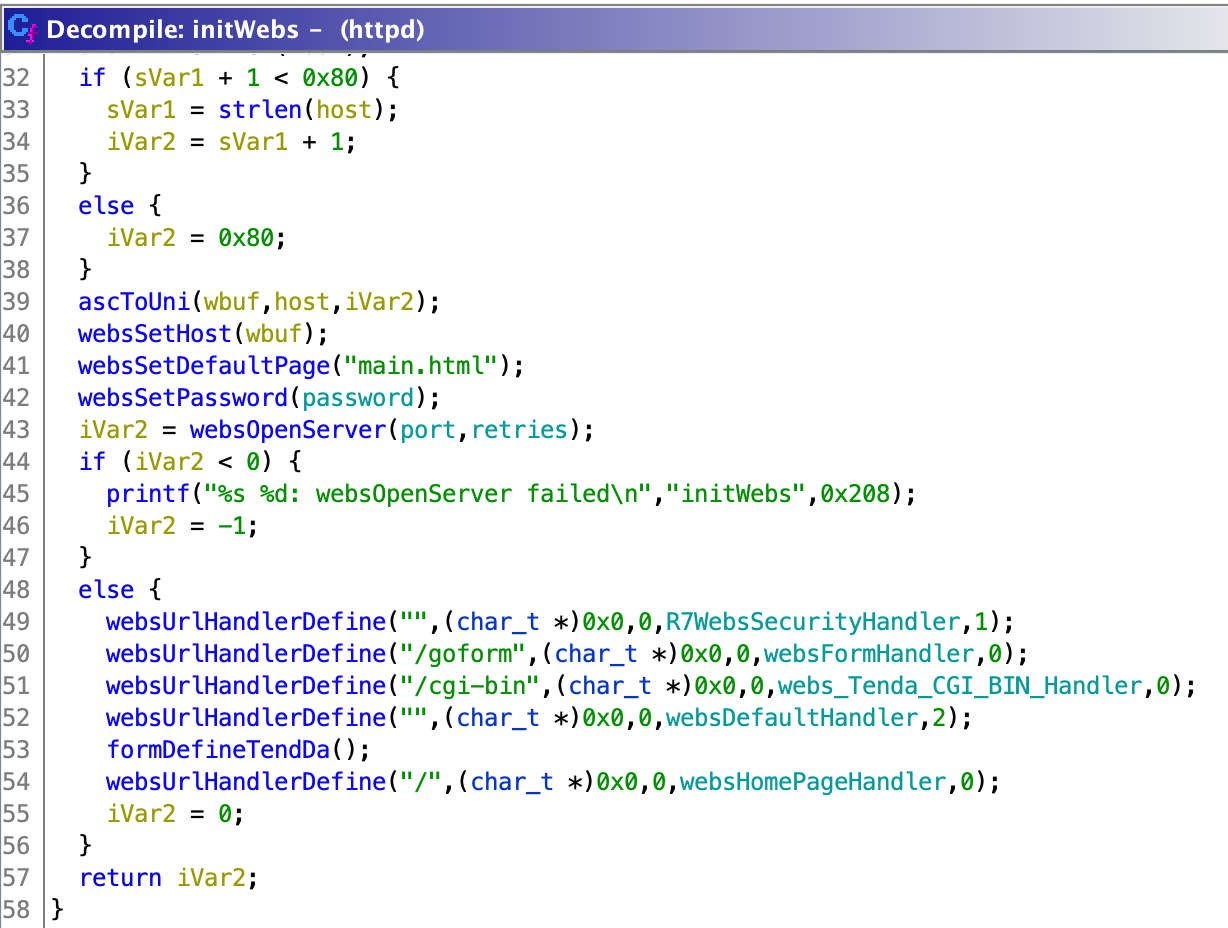 Decompile: initWebs – (httpd)
32 if (sVar1 + 1 < 0x80) {
33 sVar1 = strlen(host);
34 iVar2 = sVar1 + 1;
35 }
36 else {
37 iVar2 = 0x80;
38 }
39 ascToUni(wbuf,host,iVar2);
40 websSetHost(wbuf);
41 websSetDefaultPage("main.html");
42 websSetPassword(password);
43 iVar2 = websOpenServer(port,retries);
44 if (iVar2 < 0) {
45 printf("%s %d: websOpenServer failed\n","initWebs",0x208);
46 iVar2 = -1;
47 }
48 else {
49 websUrlHandlerDefine("",(char_t *)0x0,0,R7WebsSecurityHandler,1);
50 websUrlHandlerDefine("/goform",(char_t *)0x0,0,websFormHandler,0);
51 websUrlHandlerDefine("/cgi-bin",(char_t *)0x0,0,webs_Tenda_CGI_BIN_Handler,0);
52 websUrlHandlerDefine("",(char_t *)0x0,0,websDefaultHandler,2);
53 formDefineTendDa();
54 websUrlHandlerDefine("/",(char_t *)0x0,0,websHomePageHandler,0);
55 iVar2 = 0;
56 }
57 return iVar2;
58 }